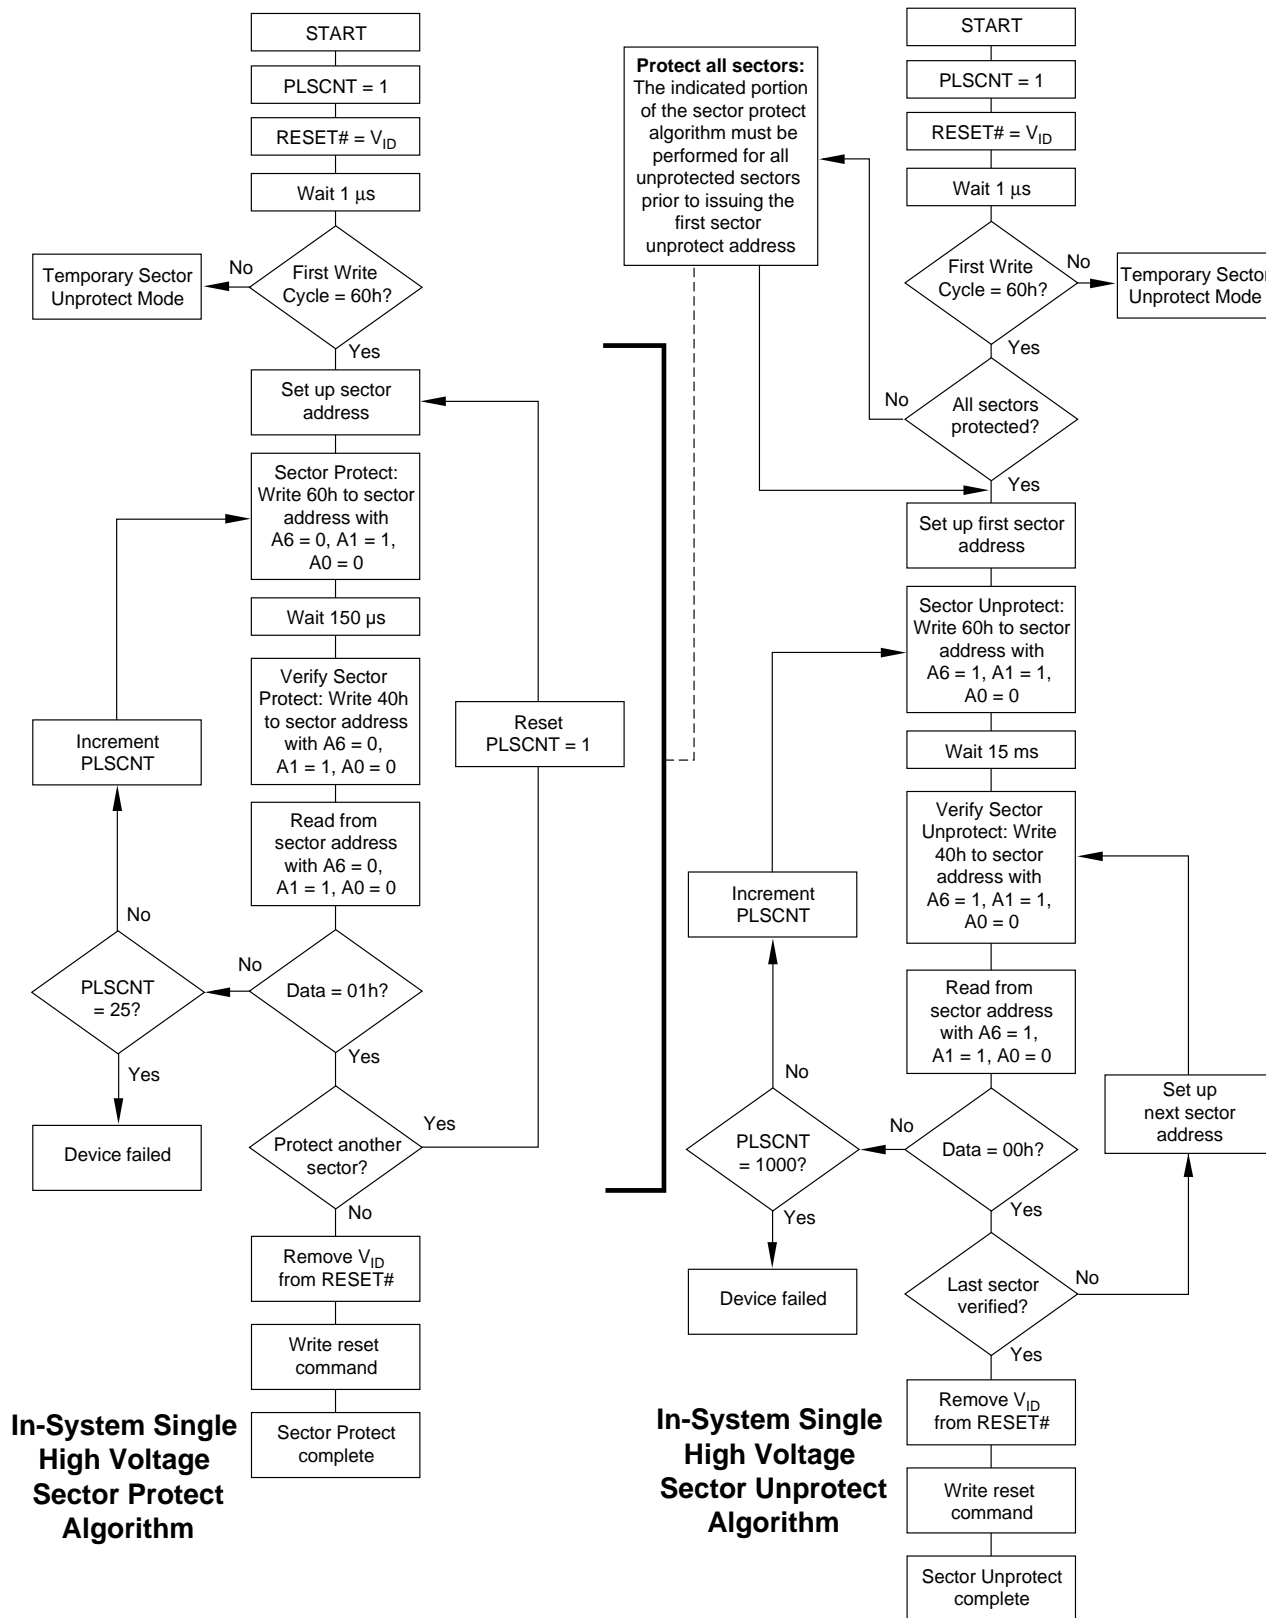 START
PLSCNT = 1
RESET# = VID
Wait 1 μs
First Write
Cycle = 60h?
No
Temporary Sector
Unprotect Mode
Yes
Set up sector
address
Sector Protect:
Write 60h to sector
address with
A6 = 0, A1 = 1,
A0 = 0
Wait 150 µs
Verify Sector
Protect: Write 40h
to sector address
with A6 = 0,
A1 = 1, A0 = 0
Increment
PLSCNT
Reset
PLSCNT = 1
Read from
sector address
with A6 = 0,
A1 = 1, A0 = 0
No
PLSCNT
= 25?
No
Data = 01h?
Yes
Yes
Device failed
Protect another
sector?
Yes
No
Remove VID
from RESET#
Write reset
command
Sector Protect
complete
In-System Single
High Voltage
Sector Protect
Algorithm
Protect all sectors:
The indicated portion
of the sector protect
algorithm must be
performed for all
unprotected sectors
prior to issuing the
first sector
unprotect address
START
PLSCNT = 1
RESET# = VID
Wait 1 μs
First Write
Cycle = 60h?
No
Temporary Sector
Unprotect Mode
Yes
No
All sectors
protected?
Yes
Set up first sector
address
Sector Unprotect:
Write 60h to sector
address with
A6 = 1, A1 = 1,
A0 = 0
Wait 15 ms
Verify Sector
Unprotect: Write
40h to sector
address with
A6 = 1, A1 = 1,
A0 = 0
Increment
PLSCNT
Read from
sector address
with A6 = 1,
A1 = 1, A0 = 0
No
Set up
next sector
address
PLSCNT
= 1000?
No
Data = 00h?
Yes
Yes
Device failed
Last sector
verified?
No
Yes
Remove VID
from RESET#
Write reset
command
Sector Unprotect
complete
In-System Single
High Voltage
Sector Unprotect
Algorithm